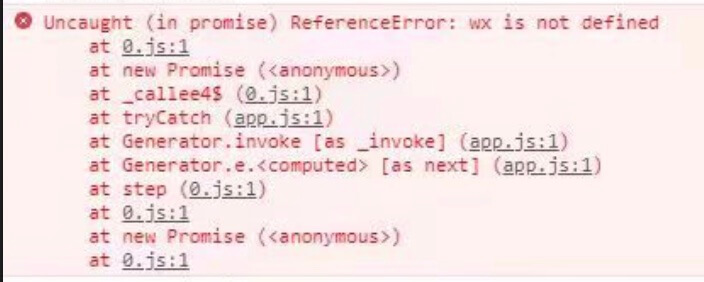 Uncaught (in promise) ReferenceError: wx is not defined
at 0.js:1
at new Promise (<anonymous>)
at _callee4$ (0.js:1)
at tryCatch (app.js:1)
at Generator.invoke [as _invoke] (app.js:1)
at Generator.e.<computed> [as next] (app.js:1)
at step (0.js:1)
at 0.js:1
at new Promise (<anonymous>)
at 0.js:1